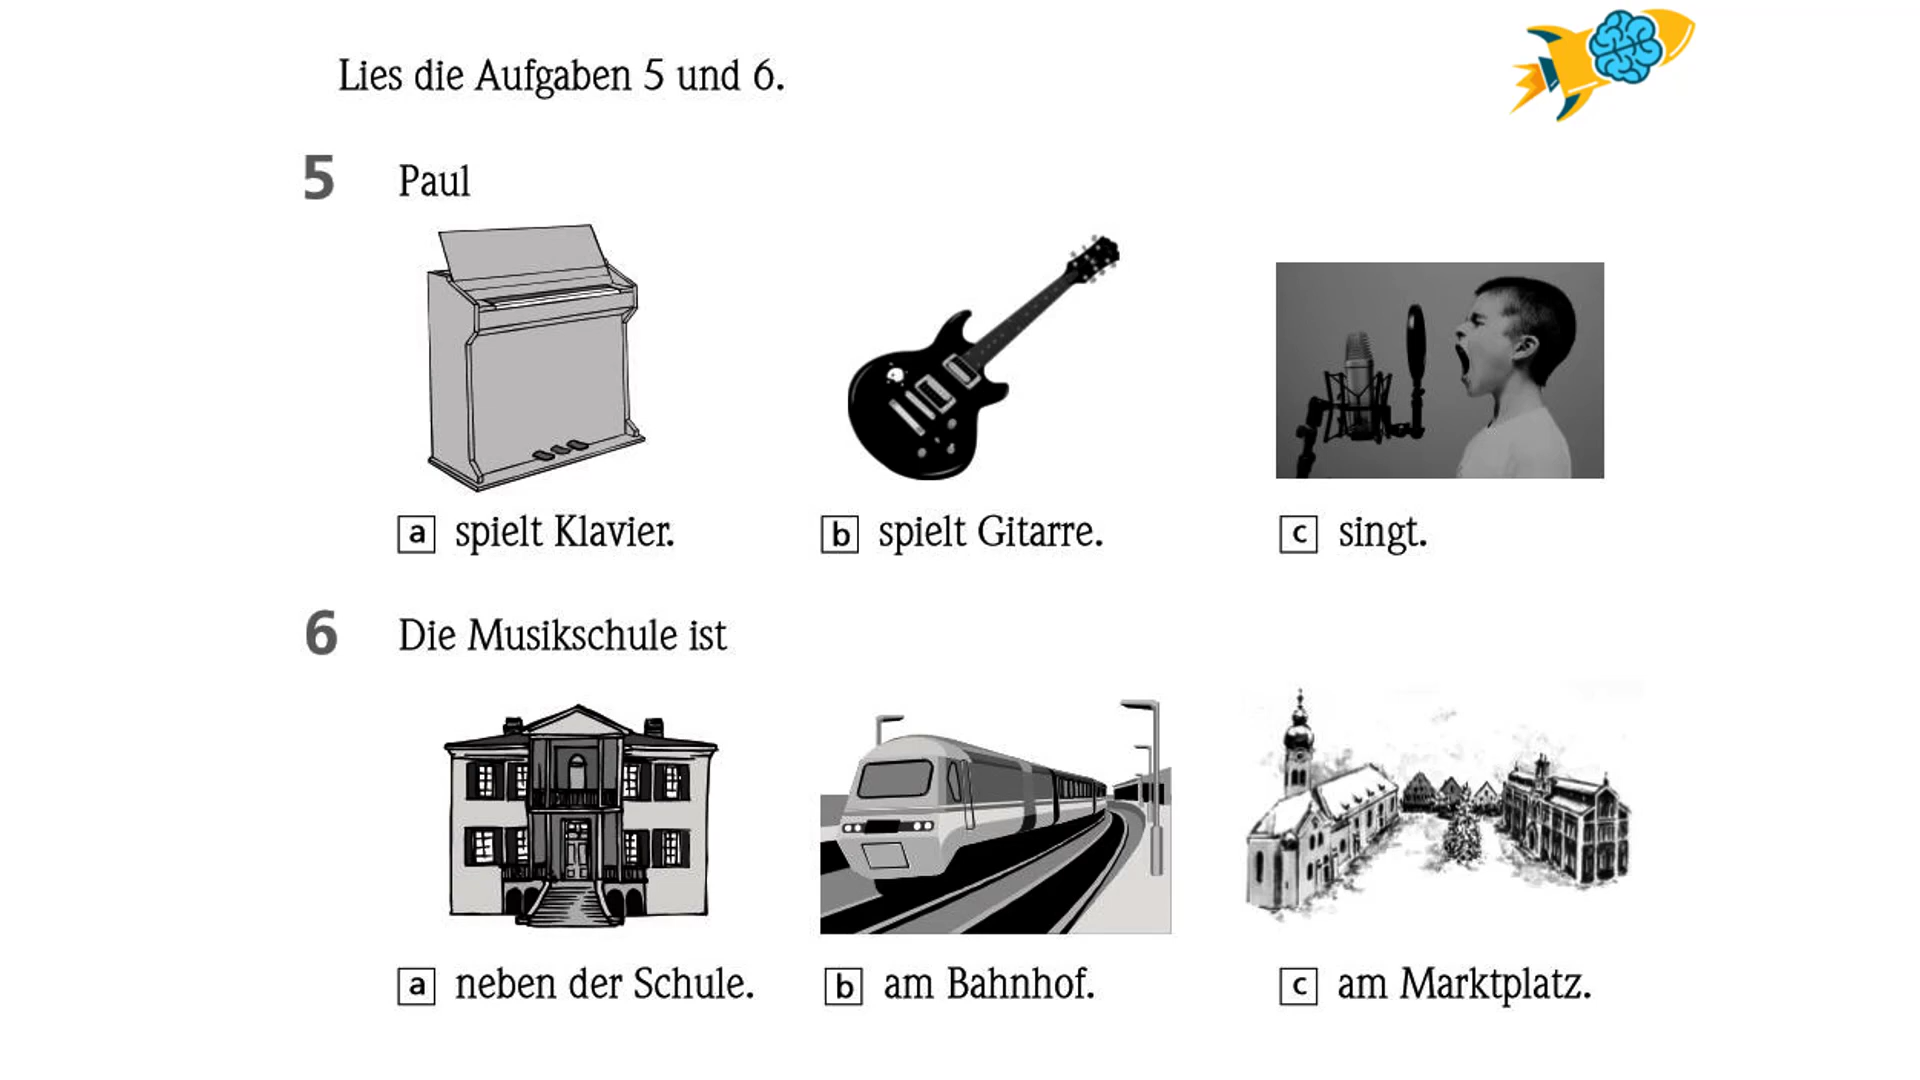 Lies die Aufgaben 5 und 6.
5 Paul
a spielt Klavier. b spielt Gitarre. c singt.
6 Die Musikschule ist
a neben der Schule. b am Bahnhof. c am Marktplatz.